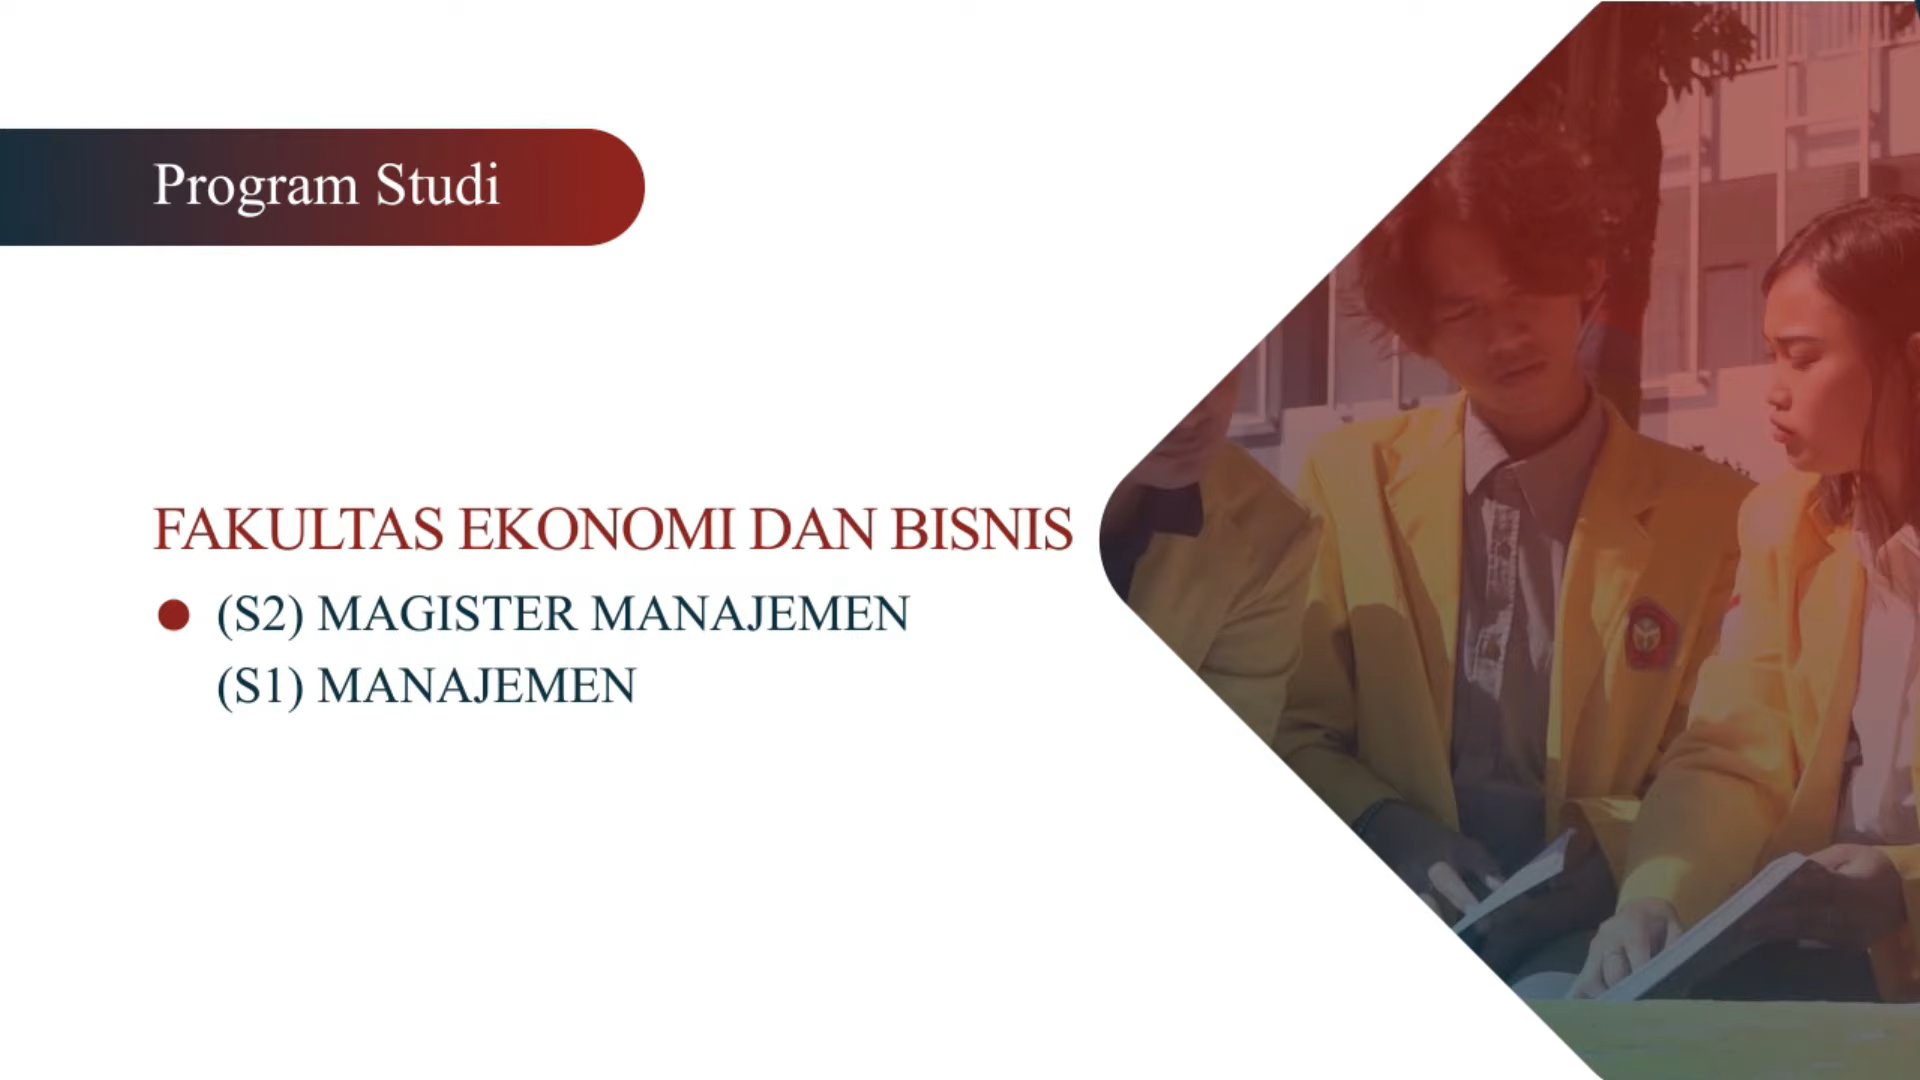 Program Studi
FAKULTAS EKONOMI DAN BISNIS
(S2) MAGISTER MANAJEMEN
(S1) MANAJEMEN